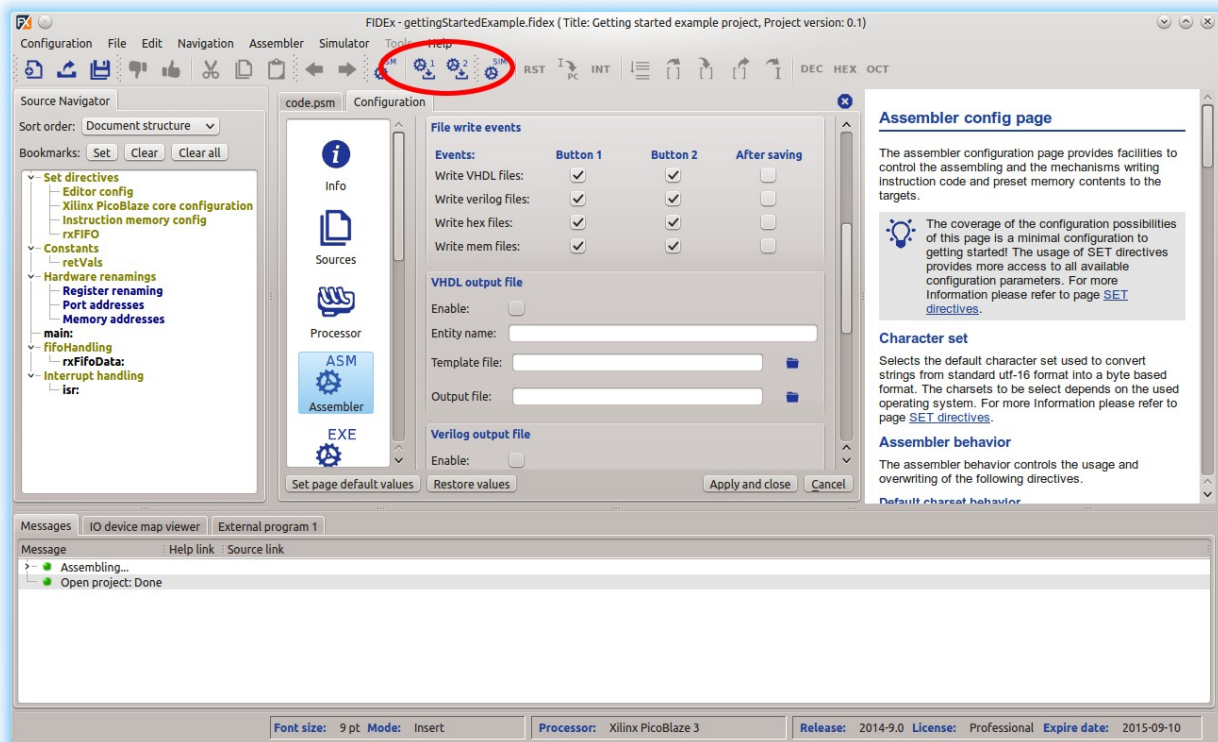 FIDEx - gettingStartedExample.fidex ( Title: Getting started example project, Project version: 0.1)
Configuration File Edit Navigation Assembler Simulator Tools Help
ASM 1 2 SIM RST I PC INT DEC HEX OCT
Source Navigator
Sort order: Document structure
Bookmarks: Set Clear Clear all
Set directives
Editor config
Xilinx PicoBlaze core configuration
Instruction memory config
rxFIFO
Constants
retVals
Hardware renamings
Register renaming
Port addresses
Memory addresses
main:
fifoHandling
rxFifoData:
Interrupt handling
isr:
code.psm Configuration
Info
Sources
Processor
ASM
Assembler
EXE
File write events
Events: Button 1 Button 2 After saving
Write VHDL files:
Write verilog files:
Write hex files:
Write mem files:
VHDL output file
Enable:
Entity name:
Template file:
Output file:
Verilog output file
Enable:
Set page default values Restore values Apply and close Cancel
Assembler config page
The assembler configuration page provides facilities to
control the assembling and the mechanisms writing
instruction code and preset memory contents to the
targets.
The coverage of the configuration possibilities
of this page is a minimal configuration to
getting started! The usage of SET directives
provides more access to all available
configuration parameters. For more
Information please refer to page SET
directives.
Character set
Selects the default character set used to convert
strings from standard utf-16 format into a byte based
format. The charsets to be select depends on the used
operating system. For more Information please refer to
page SET directives.
Assembler behavior
The assembler behavior controls the usage and
overwriting of the following directives.
Default charset behavior
Messages IO device map viewer External program 1
Message Help link Source link
Assembling...
Open project: Done
Font size: 9 pt Mode: Insert Processor: Xilinx PicoBlaze 3 Release: 2014-9.0 License: Professional Expire date: 2015-09-10